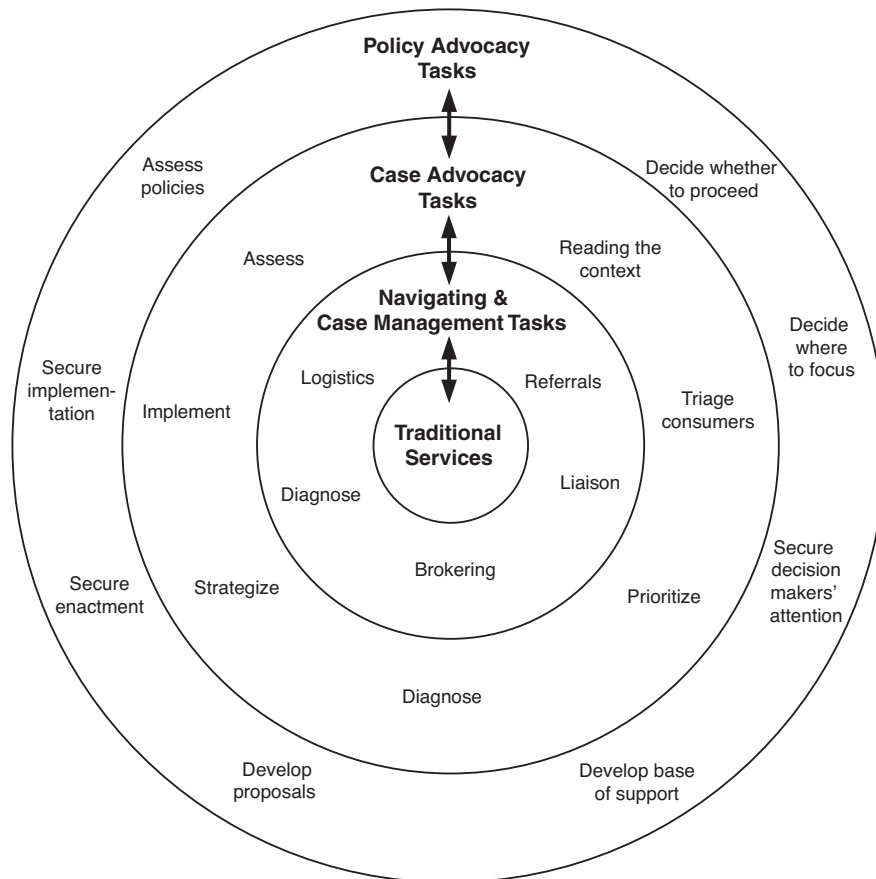 Policy Advocacy
Tasks
Assess
policies
Decide whether
to proceed
Case Advocacy
Tasks
Assess
Reading the
context
Navigating &
Case Management Tasks
Decide
where
to focus
Secure
implemen-
tation
Logistics
Referrals
Implement
Triage
consumers
Traditional
Services
Diagnose
Liaison
Brokering
Secure
enactment
Strategize
Prioritize
Secure
decision
makers’
attention
Diagnose
Develop
proposals
Develop base
of support